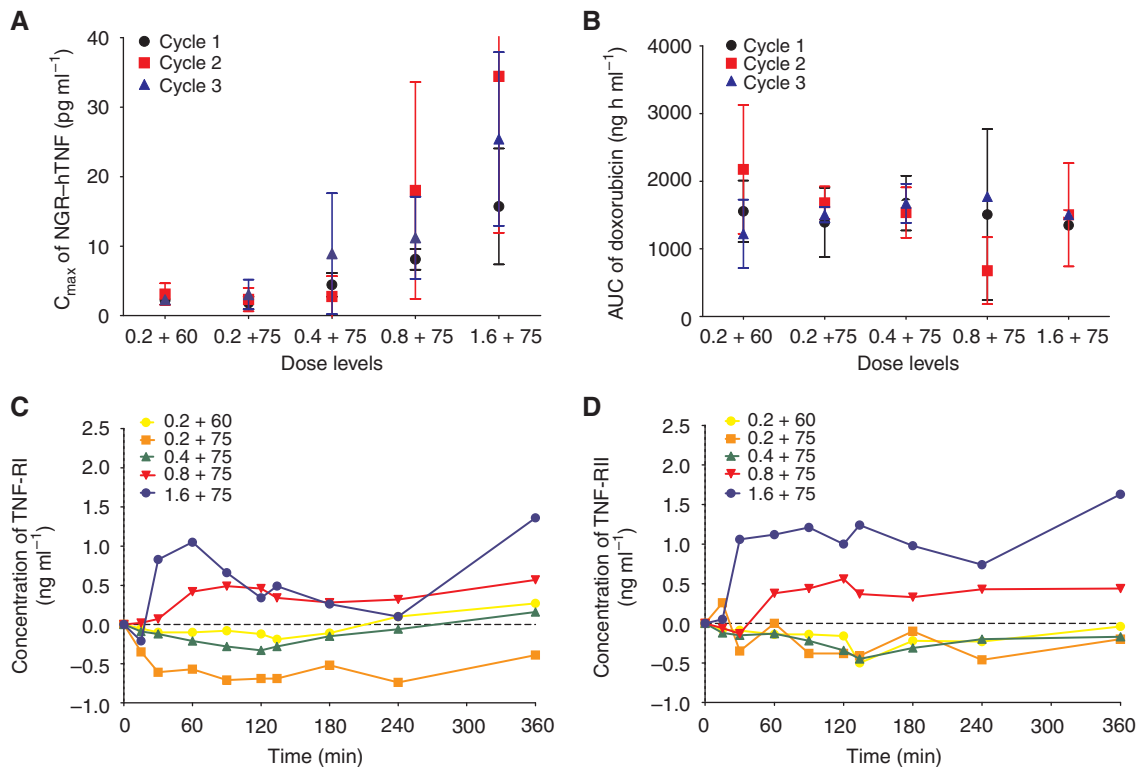 A
Cycle 1
Cycle 2
Cycle 3
C_max of NGR–hTNF (pg ml⁻¹)
40
30
20
10
0
0.2 + 60
0.2 +75
0.4 + 75
0.8 + 75
1.6 + 75
Dose levels
B
Cycle 1
Cycle 2
Cycle 3
AUC of doxorubicin (ng h ml⁻¹)
4000
3000
2000
1000
0
0.2 + 60
0.2 +75
0.4 + 75
0.8 + 75
1.6 + 75
Dose levels
C
0.2 + 60
0.2 + 75
0.4 + 75
0.8 + 75
1.6 + 75
Concentration of TNF-RI
(ng ml⁻¹)
2.5
2.0
1.5
1.0
0.5
0.0
−0.5
−1.0
0
60
120
180
240
300
360
Time (min)
D
0.2 + 60
0.2 + 75
0.4 + 75
0.8 + 75
1.6 + 75
Concentration of TNF-RII
(ng ml⁻¹)
2.5
2.0
1.5
1.0
0.5
0.0
−0.5
−1.0
0
60
120
180
240
300
360
Time (min)